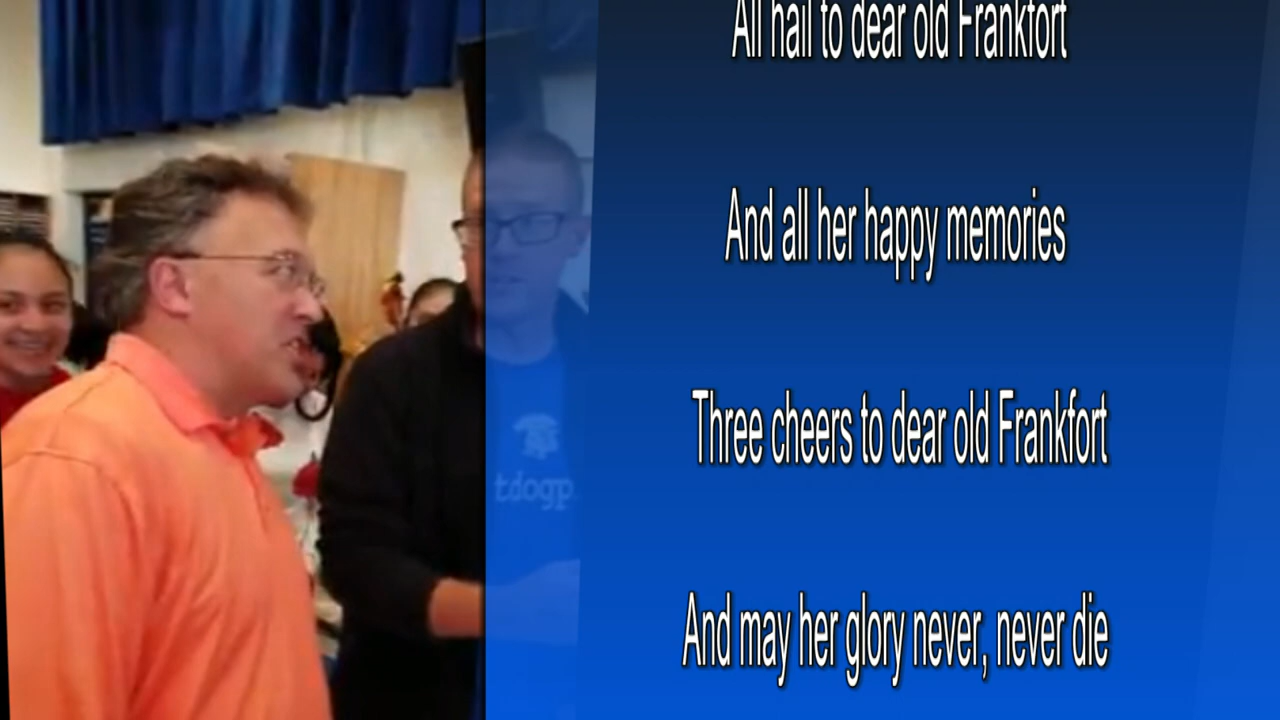 All hail to dear old Frankfort
And all her happy memories
Three cheers to dear old Frankfort
And may her glory never, never die
tdogp